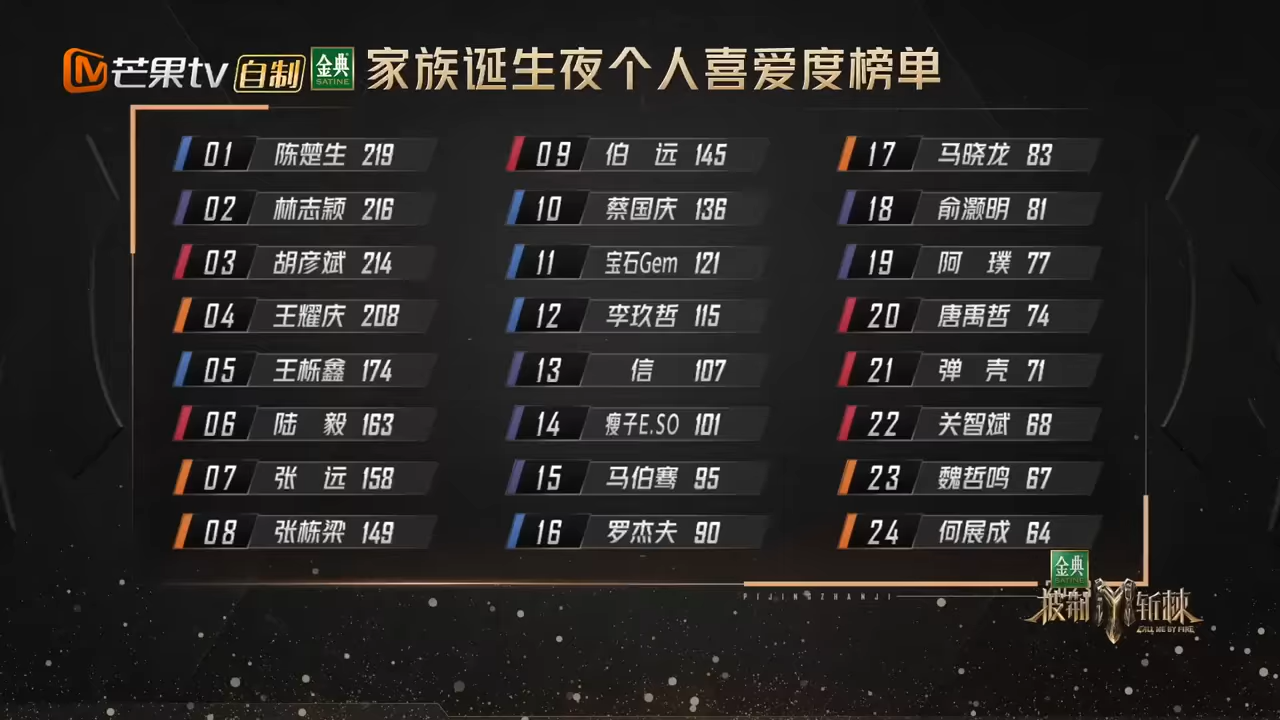 芒果tv 自制 金典 SATINE 家族诞生夜个人喜爱度榜单
01 陈楚生 219
02 林志颖 216
03 胡彦斌 214
04 王耀庆 208
05 王栎鑫 174
06 陆 毅 163
07 张 远 158
08 张栋梁 149
09 伯 远 145
10 蔡国庆 136
11 宝石Gem 121
12 李玖哲 115
13 信 107
14 瘦子E.SO 101
15 马伯骞 95
16 罗杰夫 90
17 马晓龙 83
18 俞灏明 81
19 阿 璞 77
20 唐禹哲 74
21 弹 壳 71
22 关智斌 68
23 魏哲鸣 67
24 何展成 64
金典
SATINE
PIJINGZHANJI
披荆斩棘
CALL ME BY FIRE